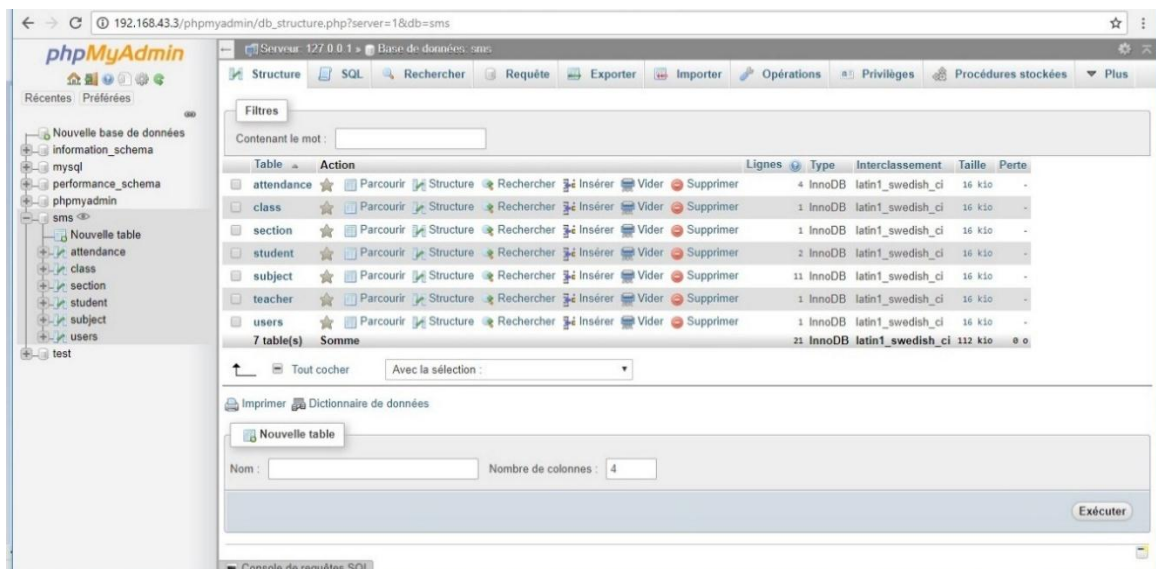 192.168.43.3/phpmyadmin/db_structure.php?server=1&db=sms
phpMyAdmin
Récentes Préférées
Nouvelle base de données
information_schema
mysql
performance_schema
phpmyadmin
sms
Nouvelle table
attendance
class
section
student
subject
users
test
Serveur: 127.0.0.1 » Base de données: sms
Structure SQL Rechercher Requête Exporter Importer Opérations Privilèges Procédures stockées Plus
Filtres
Contenant le mot :
Table Action Lignes Type Interclassement Taille Perte
attendance Parcourir Structure Rechercher Insérer Vider Supprimer 4 InnoDB latin1_swedish_ci 16 kio -
class Parcourir Structure Rechercher Insérer Vider Supprimer 1 InnoDB latin1_swedish_ci 16 kio -
section Parcourir Structure Rechercher Insérer Vider Supprimer 1 InnoDB latin1_swedish_ci 16 kio -
student Parcourir Structure Rechercher Insérer Vider Supprimer 2 InnoDB latin1_swedish_ci 16 kio -
subject Parcourir Structure Rechercher Insérer Vider Supprimer 11 InnoDB latin1_swedish_ci 16 kio -
teacher Parcourir Structure Rechercher Insérer Vider Supprimer 1 InnoDB latin1_swedish_ci 16 kio -
users Parcourir Structure Rechercher Insérer Vider Supprimer 1 InnoDB latin1_swedish_ci 16 kio -
7 table(s) Somme 21 InnoDB latin1_swedish_ci 112 kio 0 o
Tout cocher Avec la sélection :
Imprimer Dictionnaire de données
Nouvelle table
Nom : Nombre de colonnes : 4
Exécuter
Console de requêtes SQL